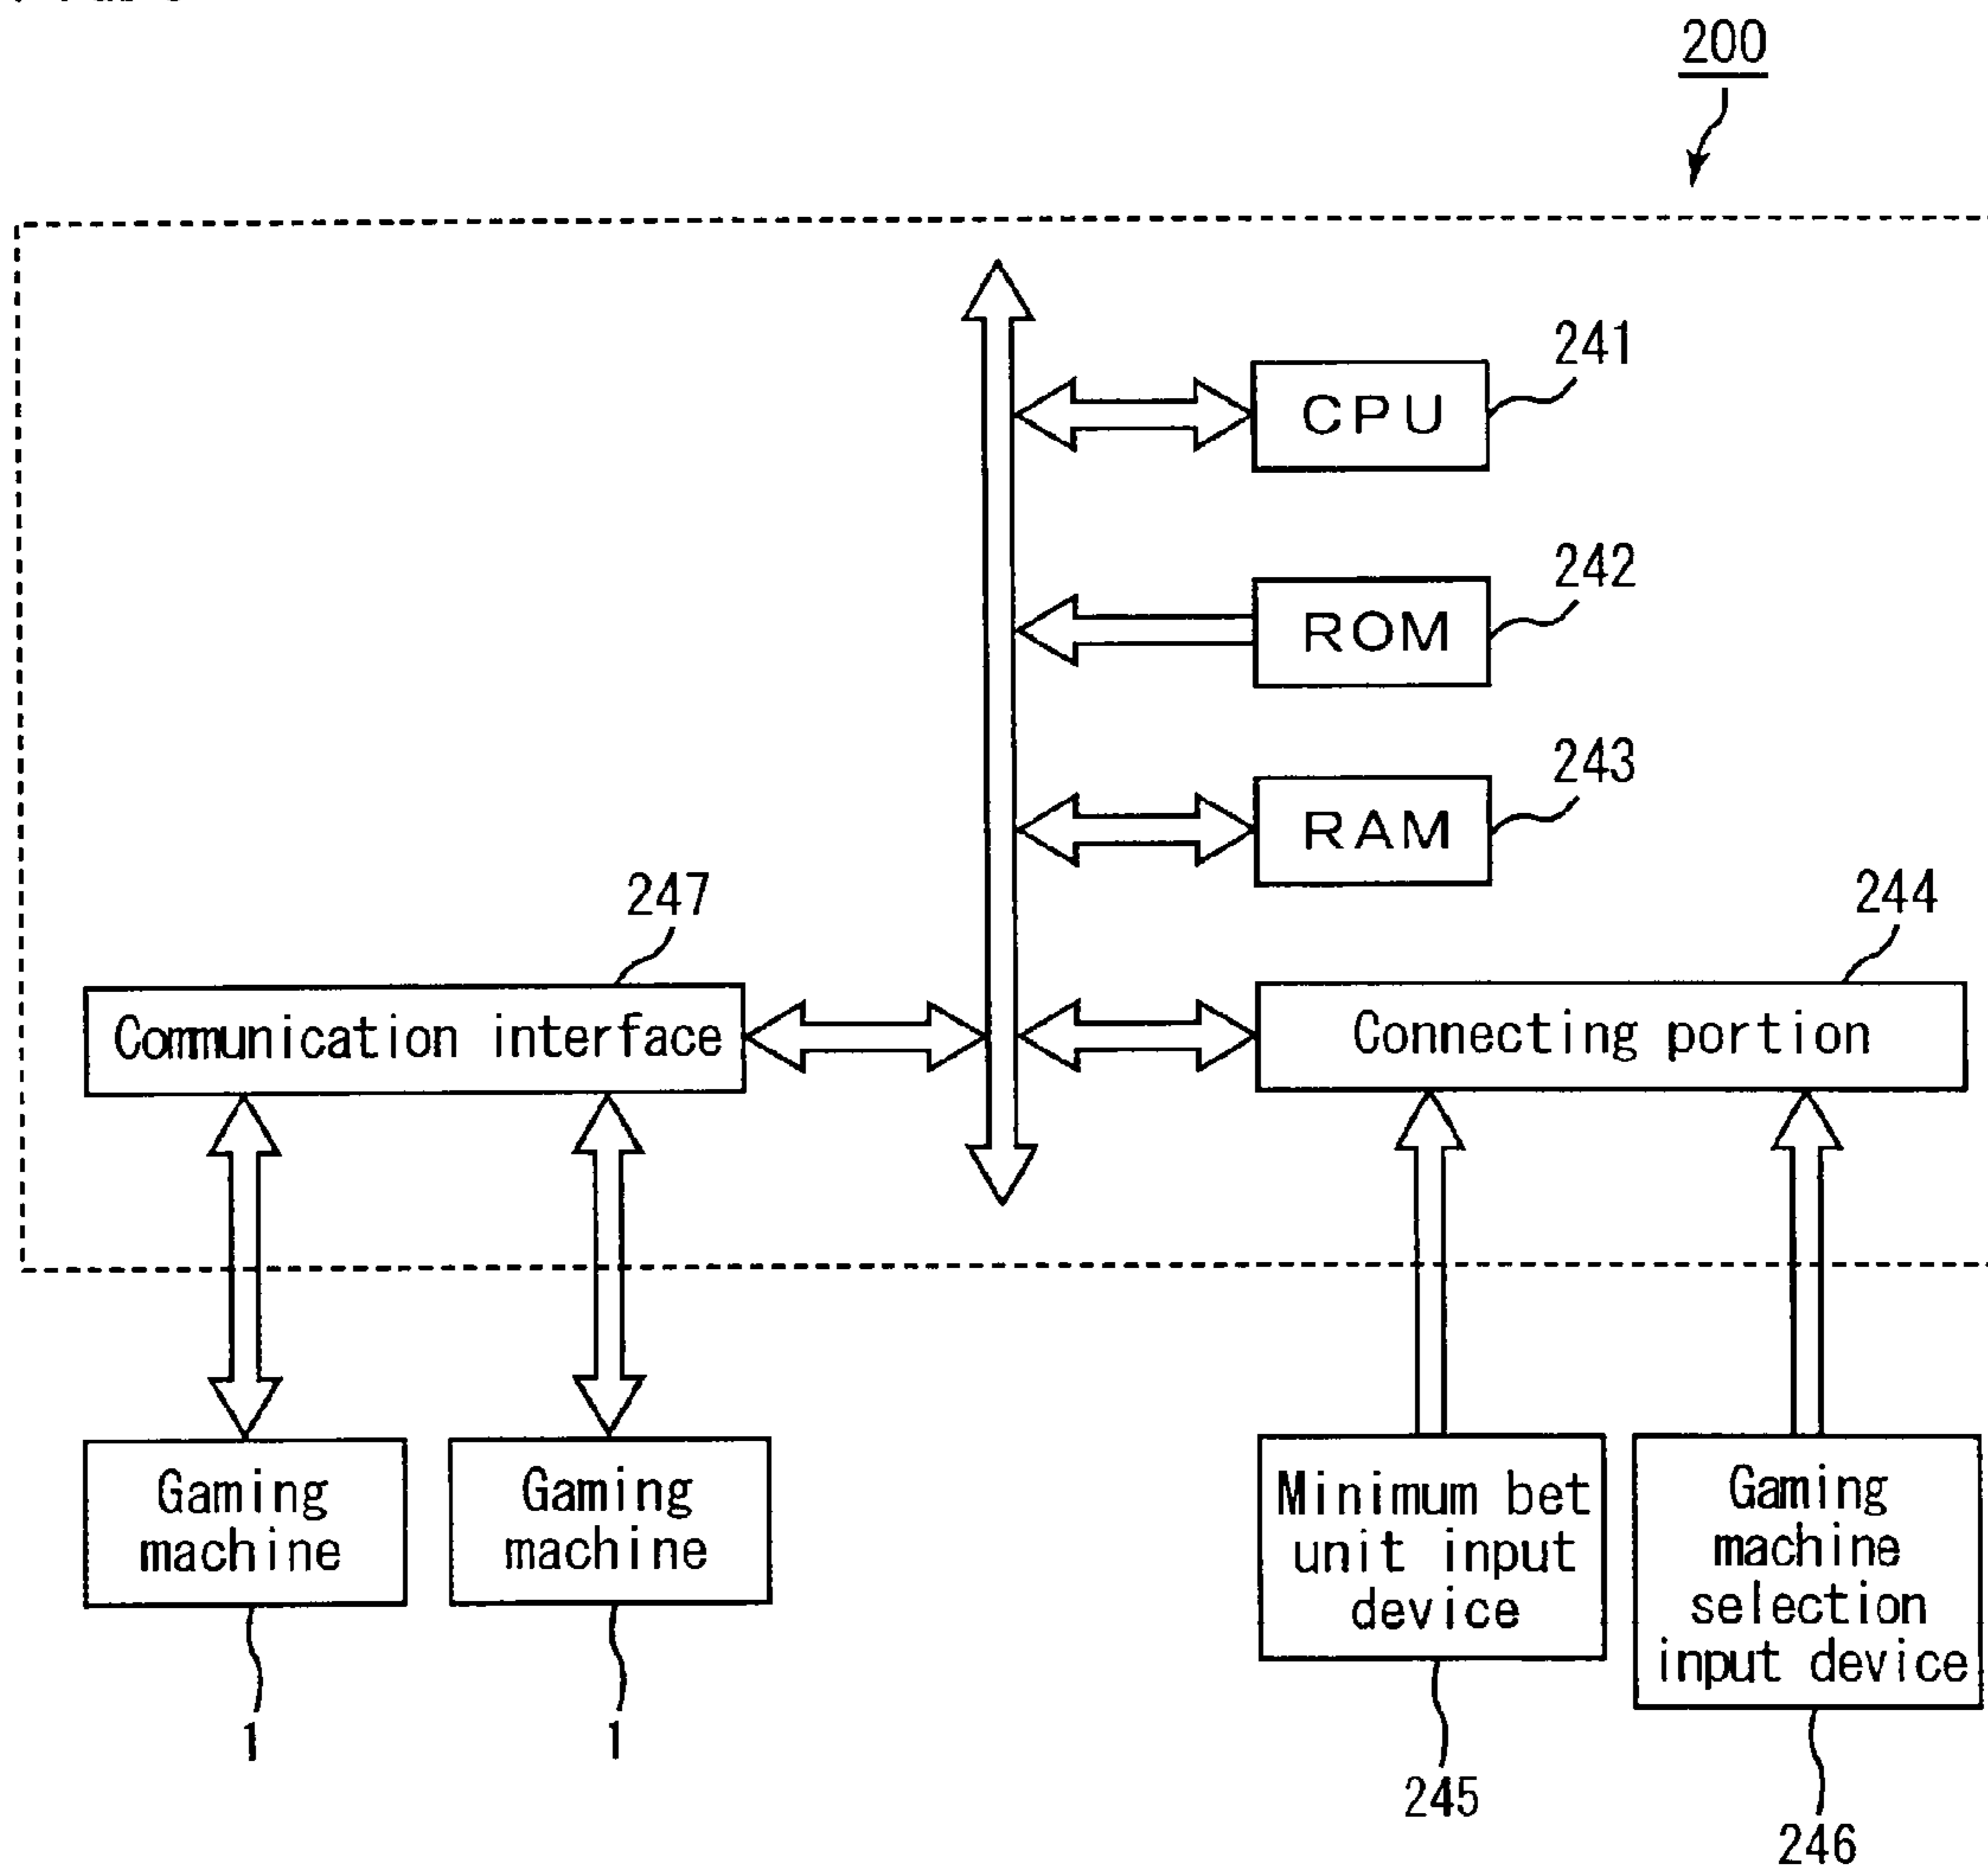 200
241
CPU
242
ROM
243
RAM
247
244
Communication interface
Connecting portion
Gaming
machine
Gaming
machine
Minimum bet
unit input
device
Gaming
machine
selection
input device
1
1
245
246